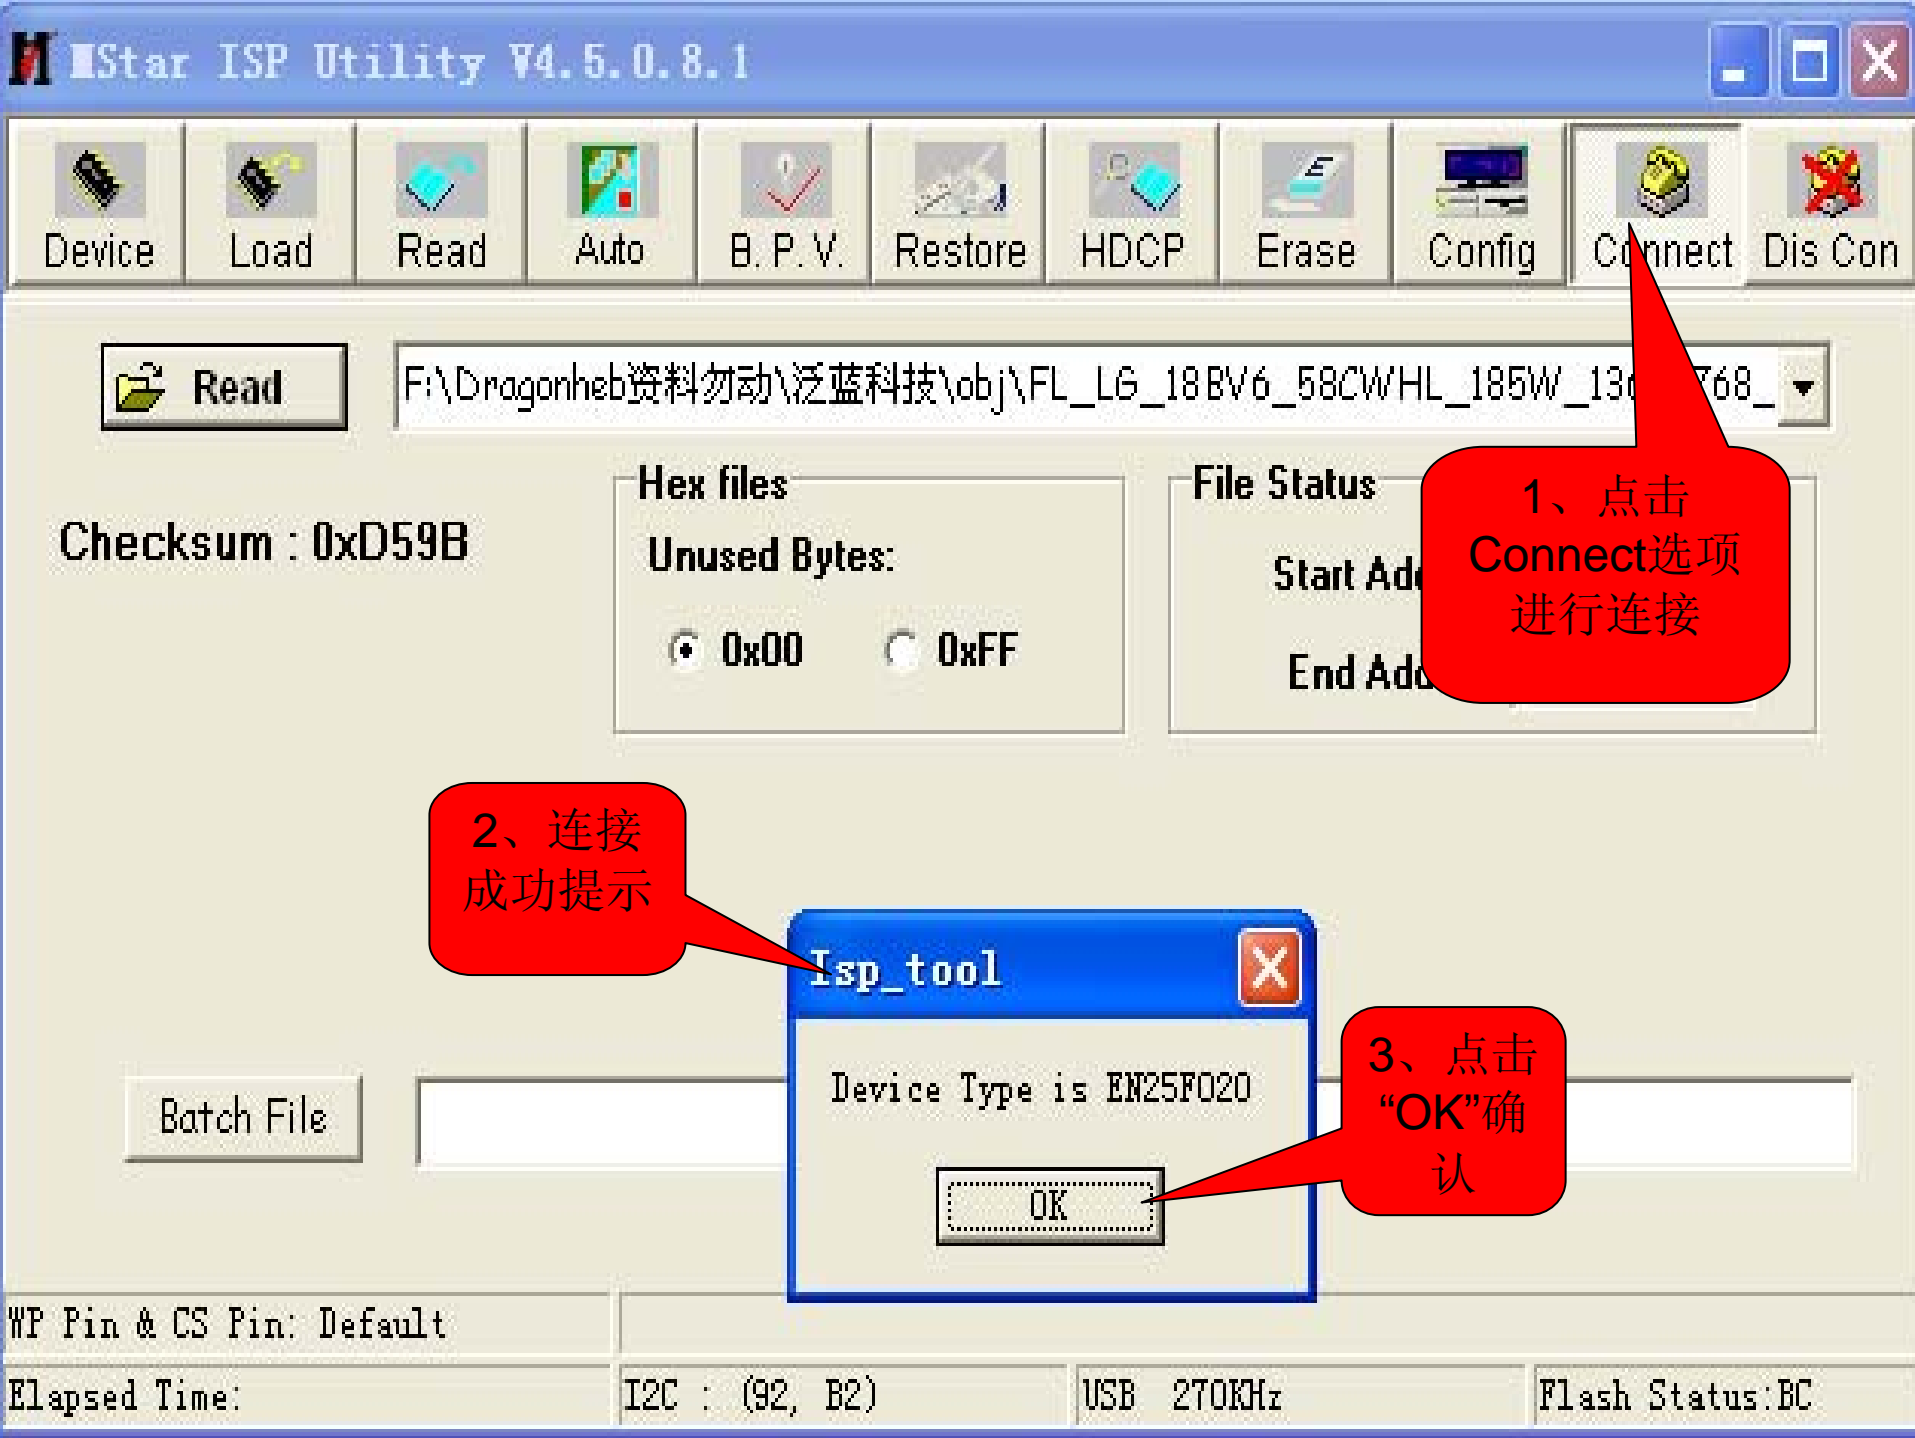 MStar ISP Utility V4.5.0.8.1
Device Load Read Auto B.P.V. Restore HDCP Erase Config Connect Dis Con
Read F:\Dragonheb资料勿动\泛蓝科技\obj\FL_LG_18BV6_58CWHL_185W_
Checksum : 0xD59B
Hex files
Unused Bytes:
0x00 0xFF
File Status
Start
End
1、点击
Connect选项
进行连接
2、连接
成功提示
Isp_tool
Device Type is EN25F020
OK
3、点击
“OK”确
认
Batch File
WP Pin & CS Pin: Default
Elapsed Time: I2C : (92, B2) USB 270KHz Flash Status:BC